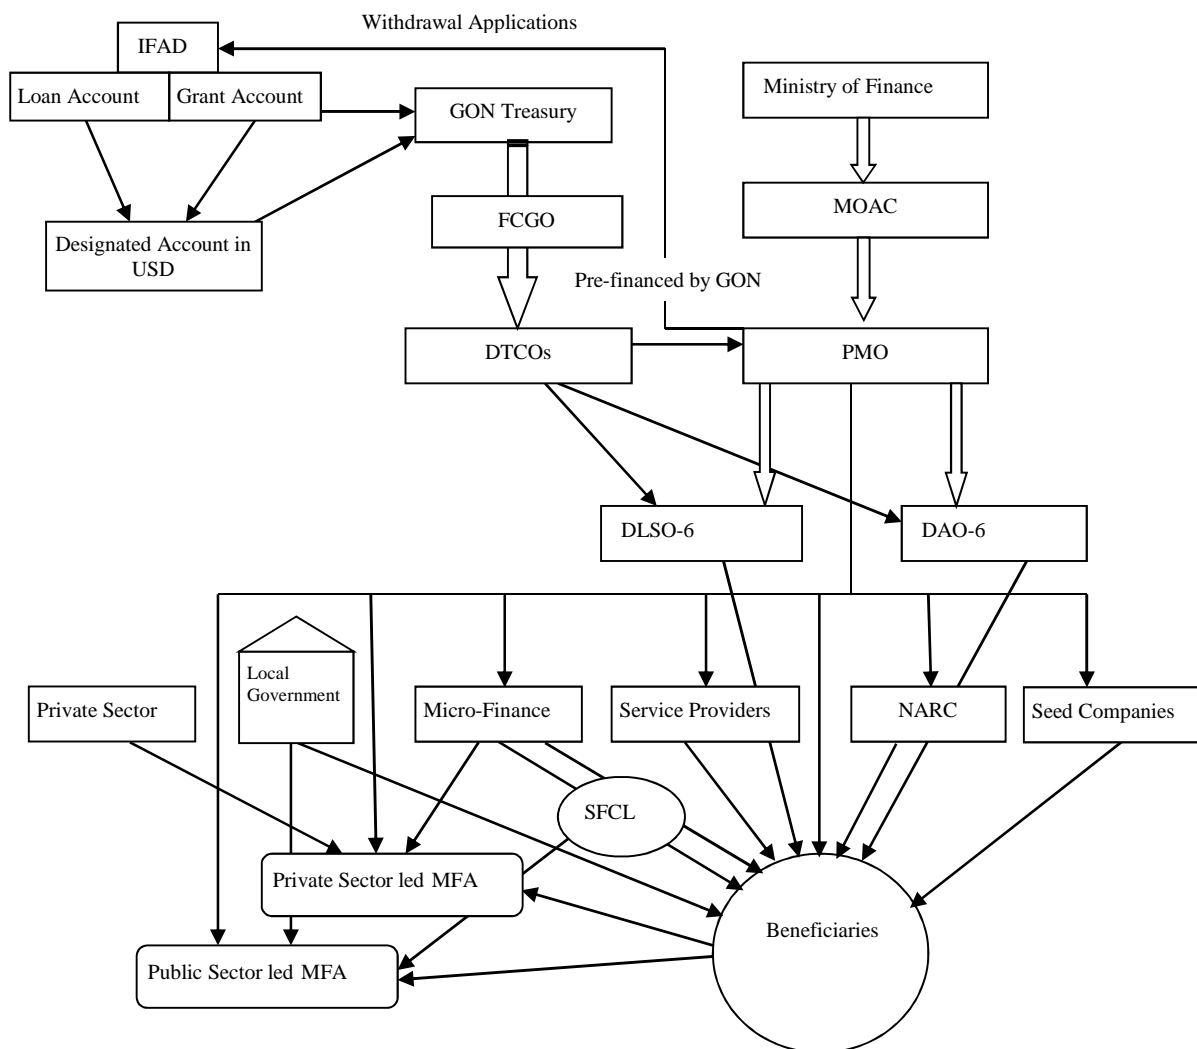 Withdrawal Applications
IFAD
Loan Account
Grant Account
GON Treasury
Ministry of Finance
FCGO
MOAC
Designated Account in
USD
Pre-financed by GON
DTCOs
PMO
DLSO-6
DAO-6
Local
Government
Private Sector
Micro-Finance
Service Providers
NARC
Seed Companies
SFCL
Private Sector led MFA
Beneficiaries
Public Sector led MFA